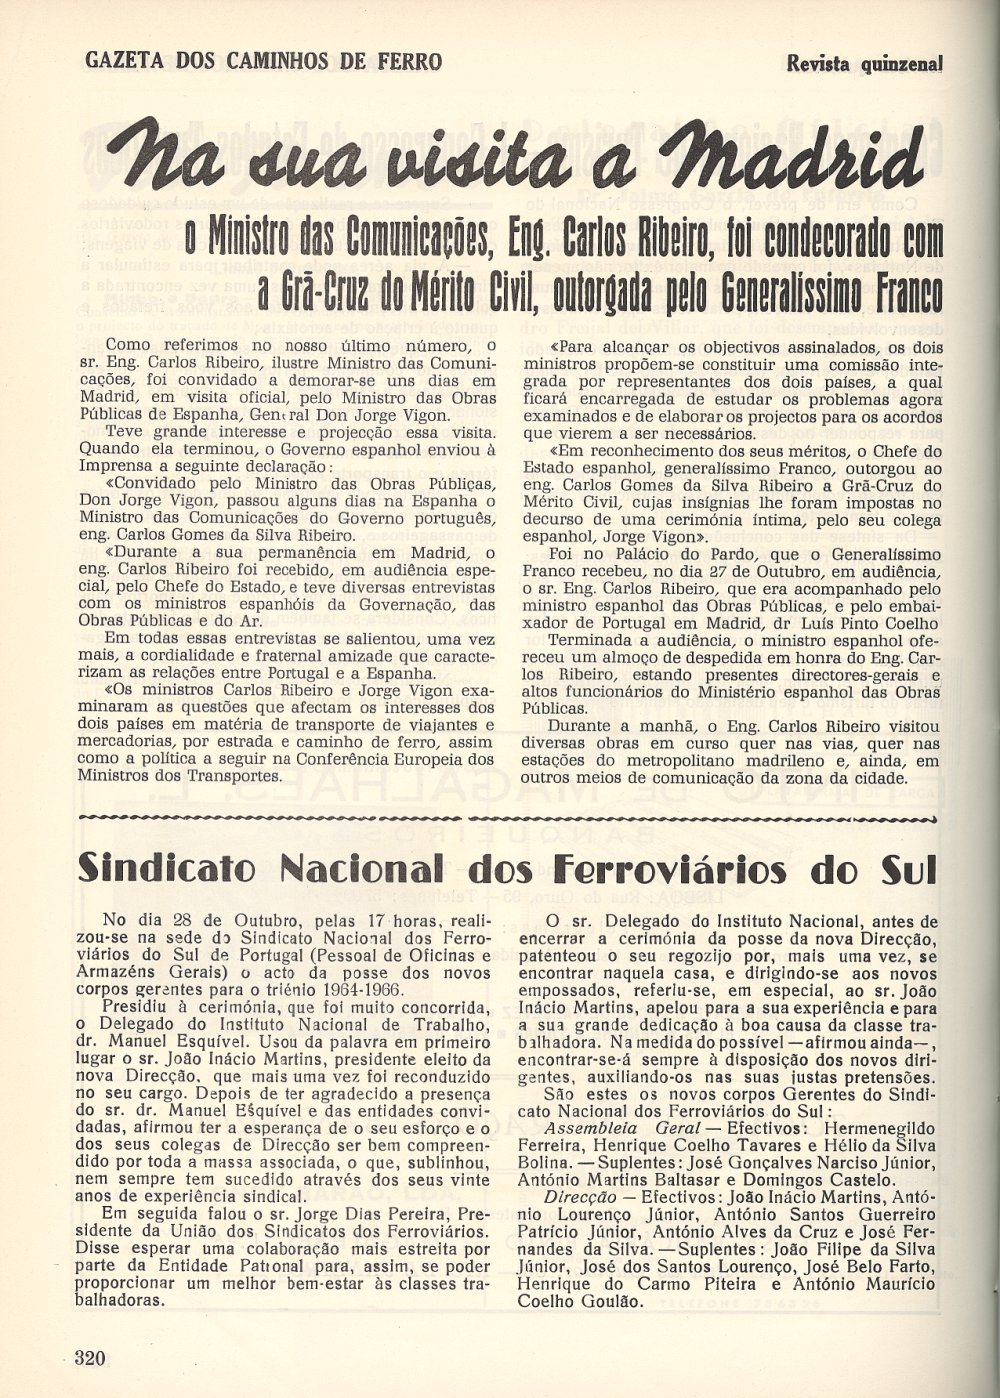 GAZETA DOS CAMINHOS DE FERRO
Revista quinzenal
Na sua visita a Madrid
o Ministro das Comunicações, Eng. Carlos Ribeiro, foi condecorado com
a Grã-Cruz do Mérito Civil, outorgada pelo Generalíssimo Franco
Como referimos no nosso último número, o
sr. Eng. Carlos Ribeiro, ilustre Ministro das Comuni-
cações, foi convidado a demorar-se uns dias em
Madrid, em visita oficial, pelo Ministro das Obras
Públicas de Espanha, General Don Jorge Vigon.
Teve grande interesse e projecção essa visita.
Quando ela terminou, o Governo espanhol enviou à
Imprensa a seguinte declaração:
«Convidado pelo Ministro das Obras Públiças,
Don Jorge Vigon, passou alguns dias na Espanha o
Ministro das Comunicações do Governo português,
eng. Carlos Gomes da Silva Ribeiro.
«Durante a sua permanência em Madrid, o
eng. Carlos Ribeiro foi recebido, em audiência espe-
cial, pelo Chefe do Estado, e teve diversas entrevistas
com os ministros espanhóis da Governação, das
Obras Públicas e do Ar.
Em todas essas entrevistas se salientou, uma vez
mais, a cordialidade e fraternal amizade que caracte-
rizam as relações entre Portugal e a Espanha.
«Os ministros Carlos Ribeiro e Jorge Vigon exa-
minaram as questões que afectam os interesses dos
dois países em matéria de transporte de viajantes e
mercadorias, por estrada e caminho de ferro, assim
como a política a seguir na Conferência Europeia dos
Ministros dos Transportes.
«Para alcançar os objectivos assinalados, os dois
ministros propõem-se constituir uma comissão inte-
grada por representantes dos dois países, a qual
ficará encarregada de estudar os problemas agora
examinados e de elaborar os projectos para os acordos
que vierem a ser necessários.
«Em reconhecimento dos seus méritos, o Chefe do
Estado espanhol, generalíssimo Franco, outorgou ao
eng. Carlos Gomes da Silva Ribeiro a Grã-Cruz do
Mérito Civil, cujas insígnias lhe foram impostas no
decurso de uma cerimónia íntima, pelo seu colega
espanhol, Jorge Vigon».
Foi no Palácio do Pardo, que o Generalíssimo
Franco recebeu, no dia 27 de Outubro, em audiência,
o sr. Eng. Carlos Ribeiro, que era acompanhado pelo
ministro espanhol das Obras Públicas, e pelo embai-
xador de Portugal em Madrid, dr Luís Pinto Coelho
Terminada a audiência, o ministro espanhol ofe-
receu um almoço de despedida em honra do Eng. Car-
los Ribeiro, estando presentes directores-gerais e
altos funcionários do Ministério espanhol das Obras
Públicas.
Durante a manhã, o Eng. Carlos Ribeiro visitou
diversas obras em curso quer nas vias, quer nas
estações do metropolitano madrileno e, ainda, em
outros meios de comunicação da zona da cidade.
Sindicato Nacional dos Ferroviários do Sul
No dia 28 de Outubro, pelas 17 horas, reali-
zou-se na sede do Sindicato Nacional dos Ferro-
viários do Sul de Portugal (Pessoal de Oficinas e
Armazéns Gerais) o acto da posse dos novos
corpos gerentes para o triénio 1964-1966.
Presidiu à cerimónia, que foi muito concorrida,
o Delegado do Instituto Nacional de Trabalho,
dr. Manuel Esquível. Usou da palavra em primeiro
lugar o sr. João Inácio Martins, presidente eleito da
nova Direcção, que mais uma vez foi reconduzido
no seu cargo. Depois de ter agradecido a presença
do sr. dr. Manuel Esquível e das entidades convi-
dadas, afirmou ter a esperança de o seu esforço e o
dos seus colegas de Direcção ser bem compreen-
dido por toda a massa associada, o que, sublinhou,
nem sempre tem sucedido através dos seus vinte
anos de experiência sindical.
Em seguida falou o sr. Jorge Dias Pereira, Pre-
sidente da União dos Sindicatos dos Ferroviários.
Disse esperar uma colaboração mais estreita por
parte da Entidade Patronal para, assim, se poder
proporcionar um melhor bem-estar às classes tra-
balhadoras.
O sr. Delegado do Instituto Nacional, antes de
encerrar a cerimónia da posse da nova Direcção,
patenteou o seu regozijo por, mais uma vez, se
encontrar naquela casa, e dirigindo-se aos novos
empossados, referiu-se, em especial, ao sr. João
Inácio Martins, apelou para a sua experiência e para
a sua grande dedicação à boa causa da classe tra-
balhadora. Na medida do possível — afirmou ainda —,
encontrar-se-á sempre à disposição dos novos diri-
gentes, auxiliando-os nas suas justas pretensões.
São estes os novos corpos Gerentes do Sindi-
cato Nacional dos Ferroviários do Sul:
Assembleia Geral — Efectivos: Hermenegildo
Ferreira, Henrique Coelho Tavares e Hélio da Silva
Bolina. — Suplentes: José Gonçalves Narciso Júnior,
António Martins Baltasar e Domingos Castelo.
Direcção — Efectivos: João Inácio Martins, Antó-
nio Lourenço Júnior, António Santos Guerreiro
Patrício Júnior, António Alves da Cruz e José Fer-
nandes da Silva. — Suplentes: João Filipe da Silva
Júnior, José dos Santos Lourenço, José Belo Farto,
Henrique do Carmo Piteira e António Maurício
Coelho Goulão.
320